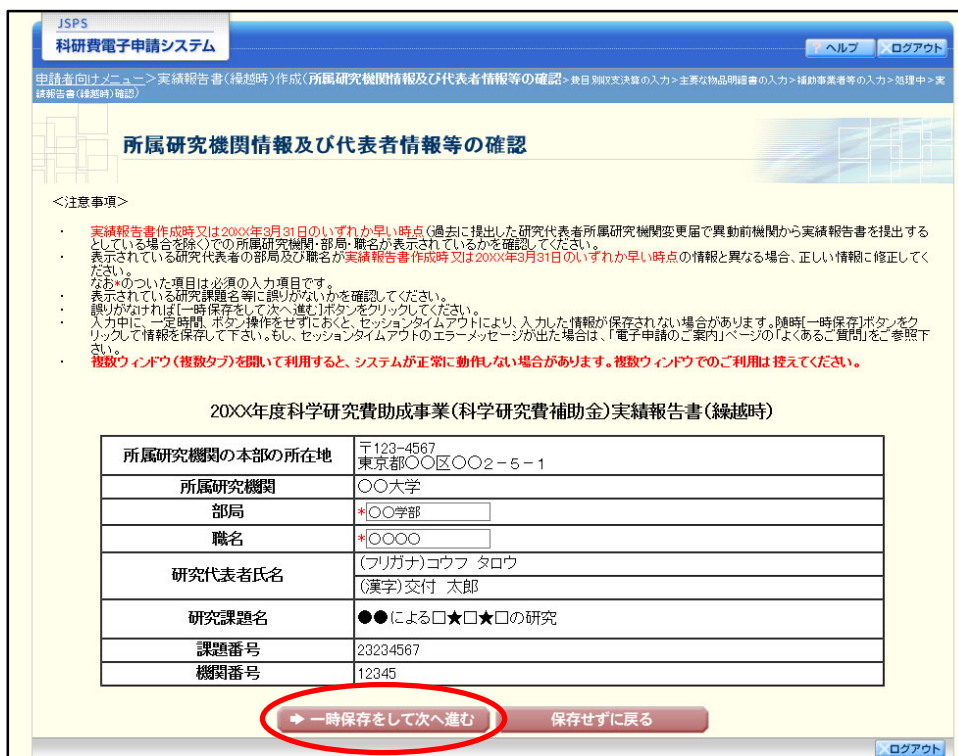 JSPS
科研費電子申請システム
? ヘルプ
×ログアウト
申請者向けメニュー>実績報告書(繰越時)作成(所属研究機関情報及び代表者情報等の確認>費目別収支決算の入力>主要な物品明細書の入力>補助事業者等の入力>処理中>実
績報告書(繰越時)確認)
所属研究機関情報及び代表者情報等の確認
<注意事項>
・ 実績報告書作成時又は20XX年3月31日のいずれか早い時点(過去に提出した研究代表者所属研究機関変更届で異動前機関から実績報告書を提出する
としている場合を除く)での所属研究機関・部局・職名が表示されているかを確認してください。
・ 表示されている研究代表者の部局及び職名が実績報告書作成時又は20XX年3月31日のいずれか早い時点の情報と異なる場合、正しい情報に修正してく
ださい。
なお*のついた項目は必須の入力項目です。
・ 表示されている研究課題名等に誤りがないかを確認してください。
・ 誤りがなければ[一時保存をして次へ進む]ボタンをクリックしてください。
・ 入力中に、一定時間、ボタン操作をせずにおくと、セッションタイムアウトにより、入力した情報が保存されない場合があります。随時[一時保存]ボタンをク
リックして情報を保存して下さい。もし、セッションタイムアウトのエラーメッセージが出た場合は、「電子申請のご案内」ページの「よくあるご質問」をご参照下
さい。
・ 複数ウィンドウ(複数タブ)を開いて利用すると、システムが正常に動作しない場合があります。複数ウィンドウでのご利用は控えてください。
20XX年度科学研究費助成事業(科学研究費補助金)実績報告書(繰越時)
所属研究機関の本部の所在地
〒123-4567
東京都〇〇区〇〇2-5-1
所属研究機関
〇〇大学
部局
*〇〇学部
職名
*〇〇〇〇
研究代表者氏名
(フリガナ)コウフ タロウ
(漢字)交付 太郎
研究課題名
●●による□★□★□の研究
課題番号
23234567
機関番号
12345
➡ 一時保存をして次へ進む
保存せずに戻る
×ログアウト